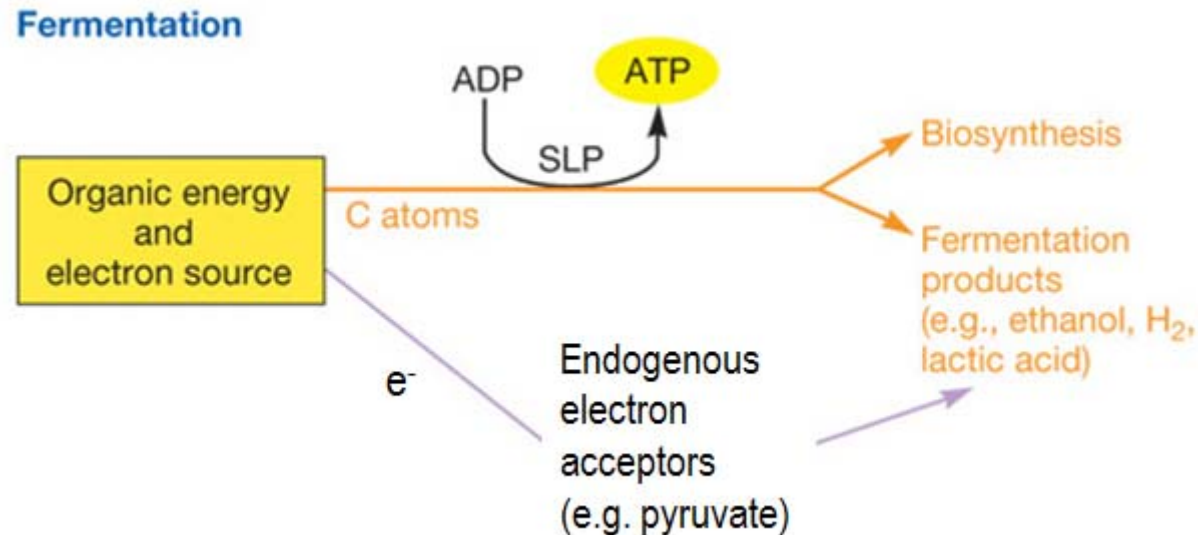 Fermentation
ADP
ATP
SLP
Organic energy
and
electron source
C atoms
Biosynthesis
Fermentation
products
(e.g., ethanol, H₂,
lactic acid)
e⁻
Endogenous
electron
acceptors
(e.g. pyruvate)